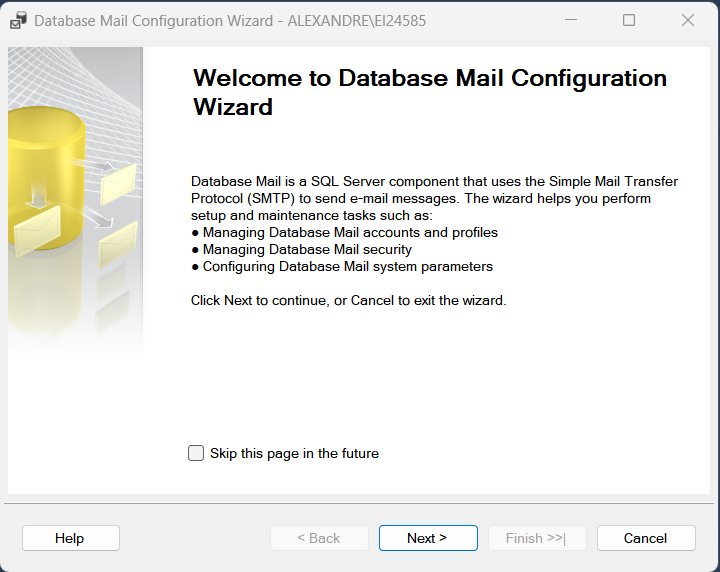 Database Mail Configuration Wizard - ALEXANDRE\EI24585
Welcome to Database Mail Configuration
Wizard
Database Mail is a SQL Server component that uses the Simple Mail Transfer
Protocol (SMTP) to send e-mail messages. The wizard helps you perform
setup and maintenance tasks such as:
● Managing Database Mail accounts and profiles
● Managing Database Mail security
● Configuring Database Mail system parameters
Click Next to continue, or Cancel to exit the wizard.
Skip this page in the future
Help
< Back
Next >
Finish >>|
Cancel